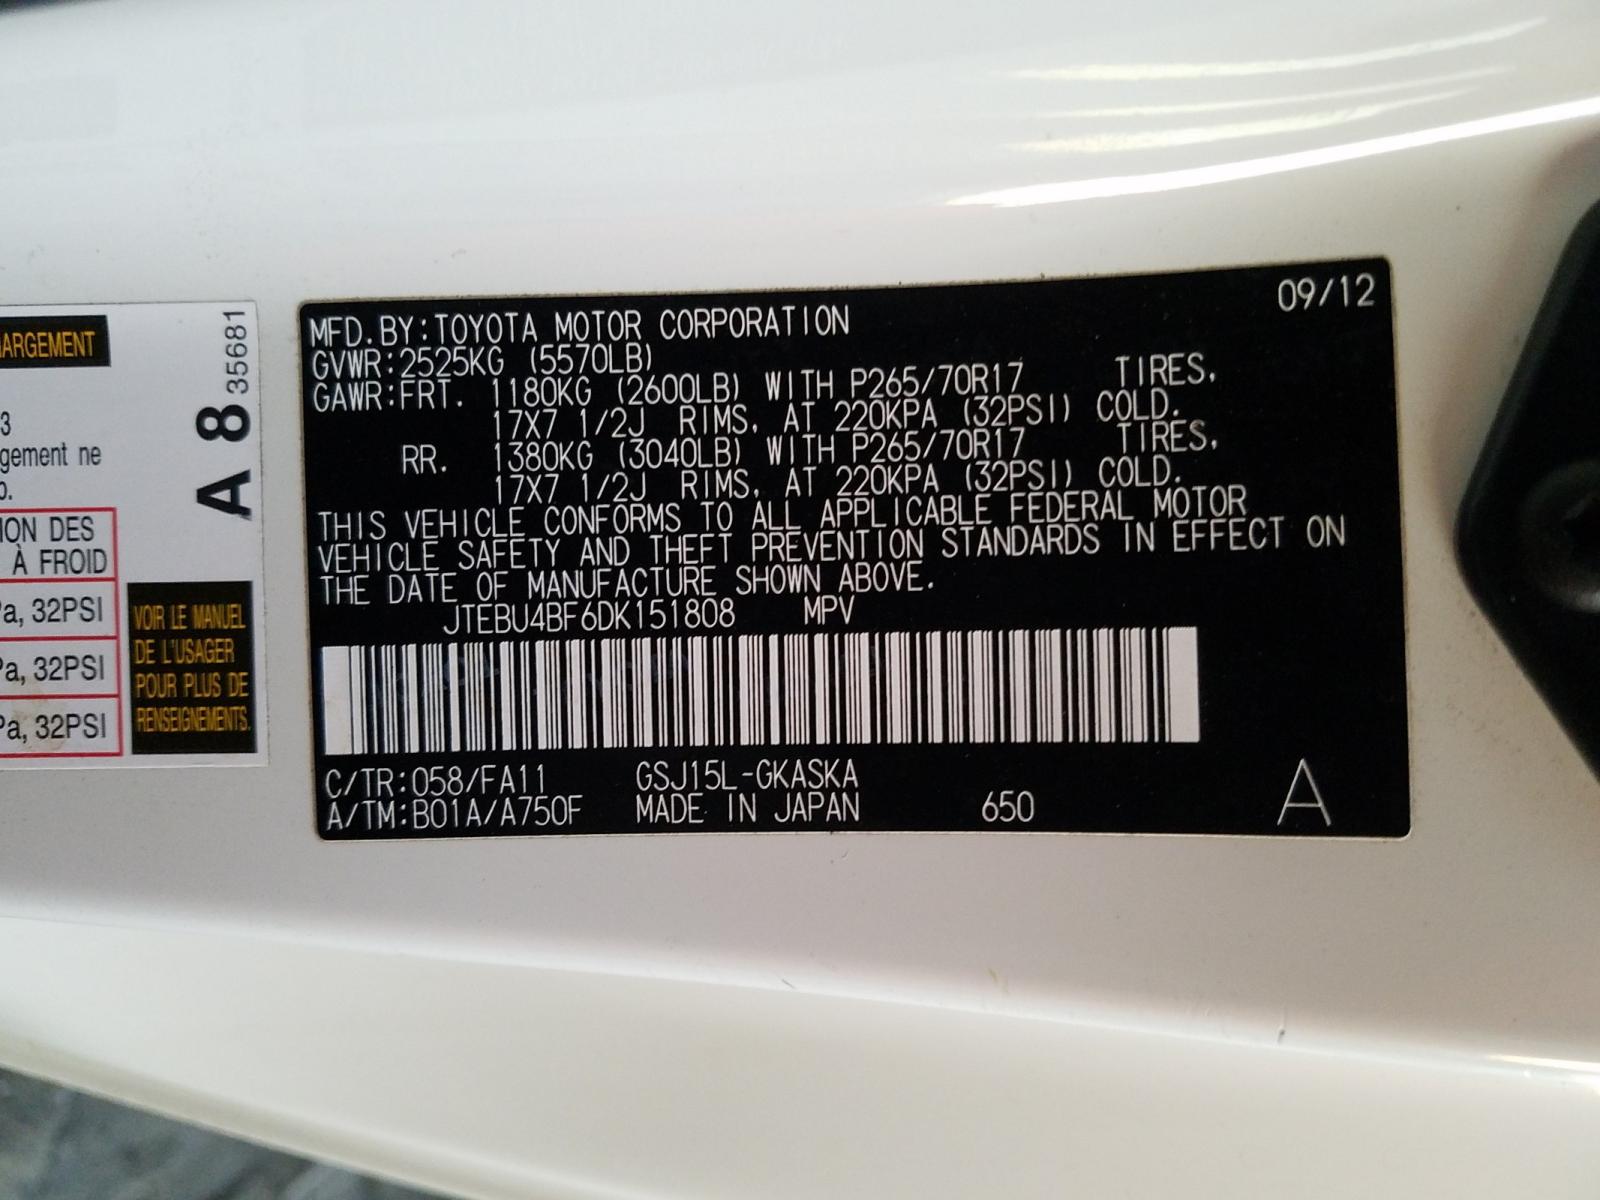 ARGEMENT
3
gement ne
ION DES
À FROID
Pa, 32PSI
Pa, 32PSI
Pa, 32PSI
A 8 35681
VOIR LE MANUEL
DE L'USAGER
POUR PLUS DE
RENSEIGNEMENTS.
09/12
MFD.BY:TOYOTA MOTOR CORPORATION
GVWR:2525KG (5570LB)
GAWR:FRT. 1180KG (2600LB) WITH P265/70R17 TIRES,
17X7 1/2J RIMS, AT 220KPA (32PSI) COLD.
RR. 1380KG (3040LB) WITH P265/70R17 TIRES,
17X7 1/2J RIMS, AT 220KPA (32PSI) COLD.
THIS VEHICLE CONFORMS TO ALL APPLICABLE FEDERAL MOTOR
VEHICLE SAFETY AND THEFT PREVENTION STANDARDS IN EFFECT ON
THE DATE OF MANUFACTURE SHOWN ABOVE.
JTEBU4BF6DK151808 MPV
C/TR:058/FA11 GSJ15L-GKASKA
A/TM:B01A/A750F MADE IN JAPAN 650 A